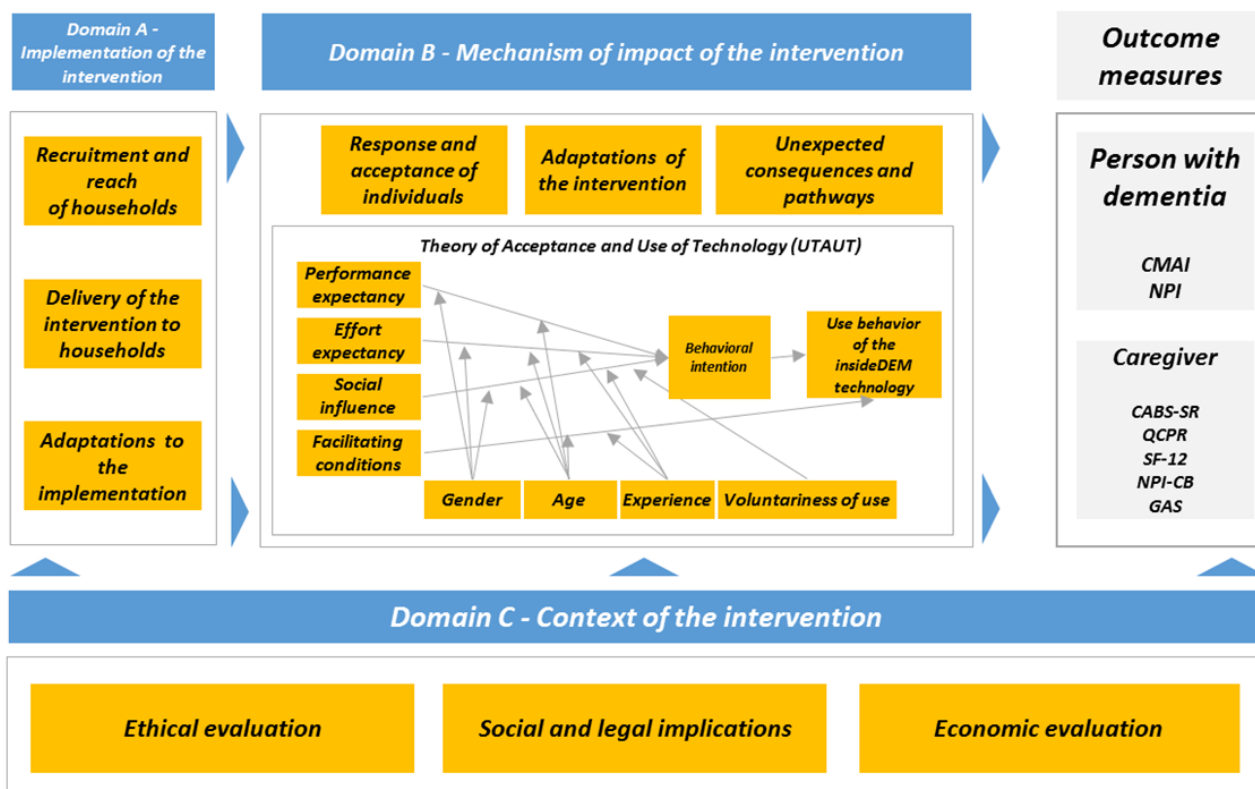 Domain A -
Implementation of the
intervention
Domain B - Mechanism of impact of the intervention
Outcome
measures
Recruitment and
reach
of households
Delivery of the
intervention to
households
Adaptations to
the
implementation
Response and
acceptance of
individuals
Adaptations of
the intervention
Unexpected
consequences and
pathways
Theory of Acceptance and Use of Technology (UTAUT)
Performance
expectancy
Effort
expectancy
Social
influence
Facilitating
conditions
Behavioral
intention
Use behavior
of the
insideDEM
technology
Gender
Age
Experience
Voluntariness of use
Person with
dementia
CMAI
NPI
Caregiver
CABS-SR
QCPR
SF-12
NPI-CB
GAS
Domain C - Context of the intervention
Ethical evaluation
Social and legal implications
Economic evaluation